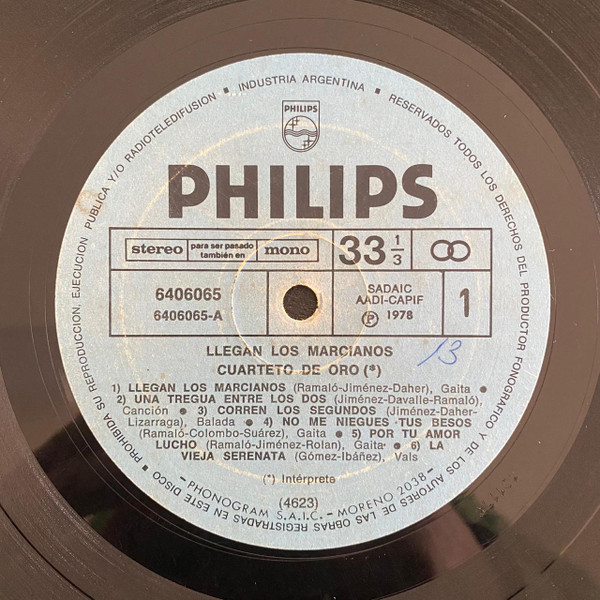 INDUSTRIA ARGENTINA
RESERVADOS TODOS LOS DERECHOS DEL PRODUCTOR FONOGRAFICO Y DE LOS AUTORES DE LAS OBRAS REGISTRADAS EN ESTE DISCO
PROHIBIDA SU REPRODUCCION, EJECUCION PUBLICA Y/O RADIOTELEDIFUSION
PHILIPS
PHILIPS
stereo para ser pasado también en mono
33 1/3
6406065
6406065-A
SADAIC
AADI-CAPIF
Ⓟ 1978
1
LLEGAN LOS MARCIANOS
13
CUARTETO DE ORO (*)
1) LLEGAN LOS MARCIANOS (Ramaló-Jiménez-Daher), Gaita •
2) UNA TREGUA ENTRE LOS DOS (Jiménez-Davalle-Ramaló),
Canción • 3) CORREN LOS SEGUNDOS (Jiménez-Daher-
Lizarraga), Balada • 4) NO ME NIEGUES TUS BESOS
(Ramaló-Colombo-Suárez), Gaita • 5) POR TU AMOR
LUCHO (Ramaló-Jiménez-Rolan), Gaita • 6) LA
VIEJA SERENATA (Gómez-Ibáñez), Vals
(*) Intérprete
(4623)
-PHONOGRAM S.A.I.C.- MORENO 2038-